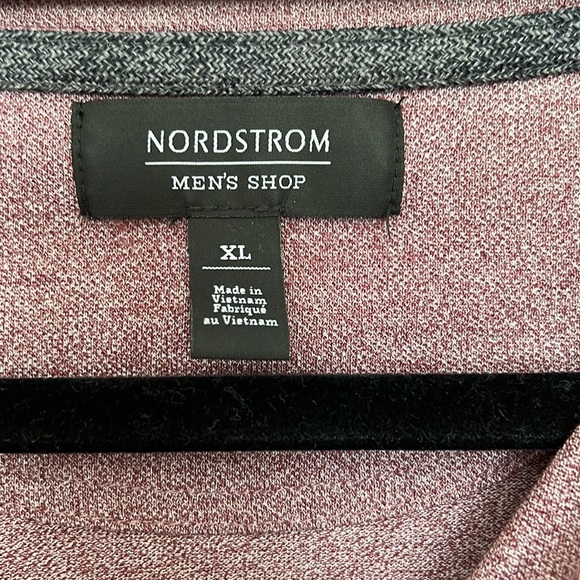 NORDSTROM
MEN'S SHOP
XL
Made in
Vietnam
Fabriqué
au Vietnam